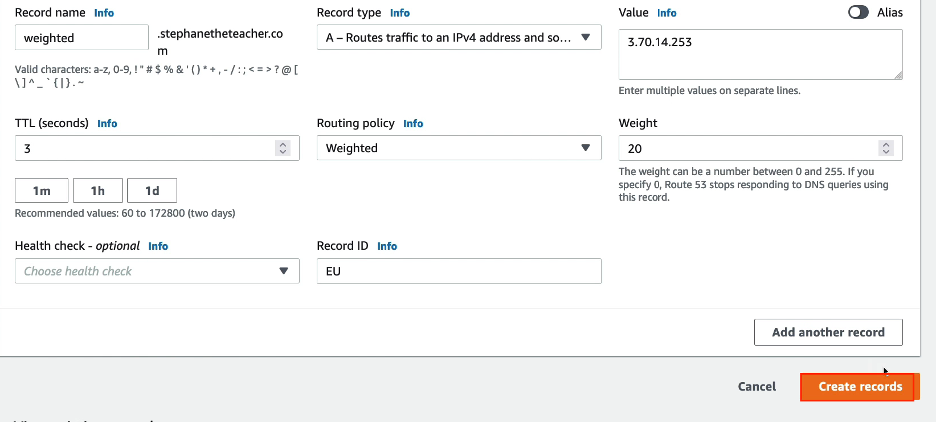 Record name Info
weighted
.stephanetheteacher.co
m
Valid characters: a-z, 0-9, ! " # $ % & ' ( ) * + , - / : ; < = > ? @ [
\ ] ^ _ ` { | } . ~
Record type Info
A – Routes traffic to an IPv4 address and so...
Value Info
Alias
3.70.14.253
Enter multiple values on separate lines.
TTL (seconds) Info
3
1m 1h 1d
Recommended values: 60 to 172800 (two days)
Routing policy Info
Weighted
Weight
20
The weight can be a number between 0 and 255. If you
specify 0, Route 53 stops responding to DNS queries using
this record.
Health check - optional Info
Choose health check
Record ID Info
EU
Add another record
Cancel
Create records